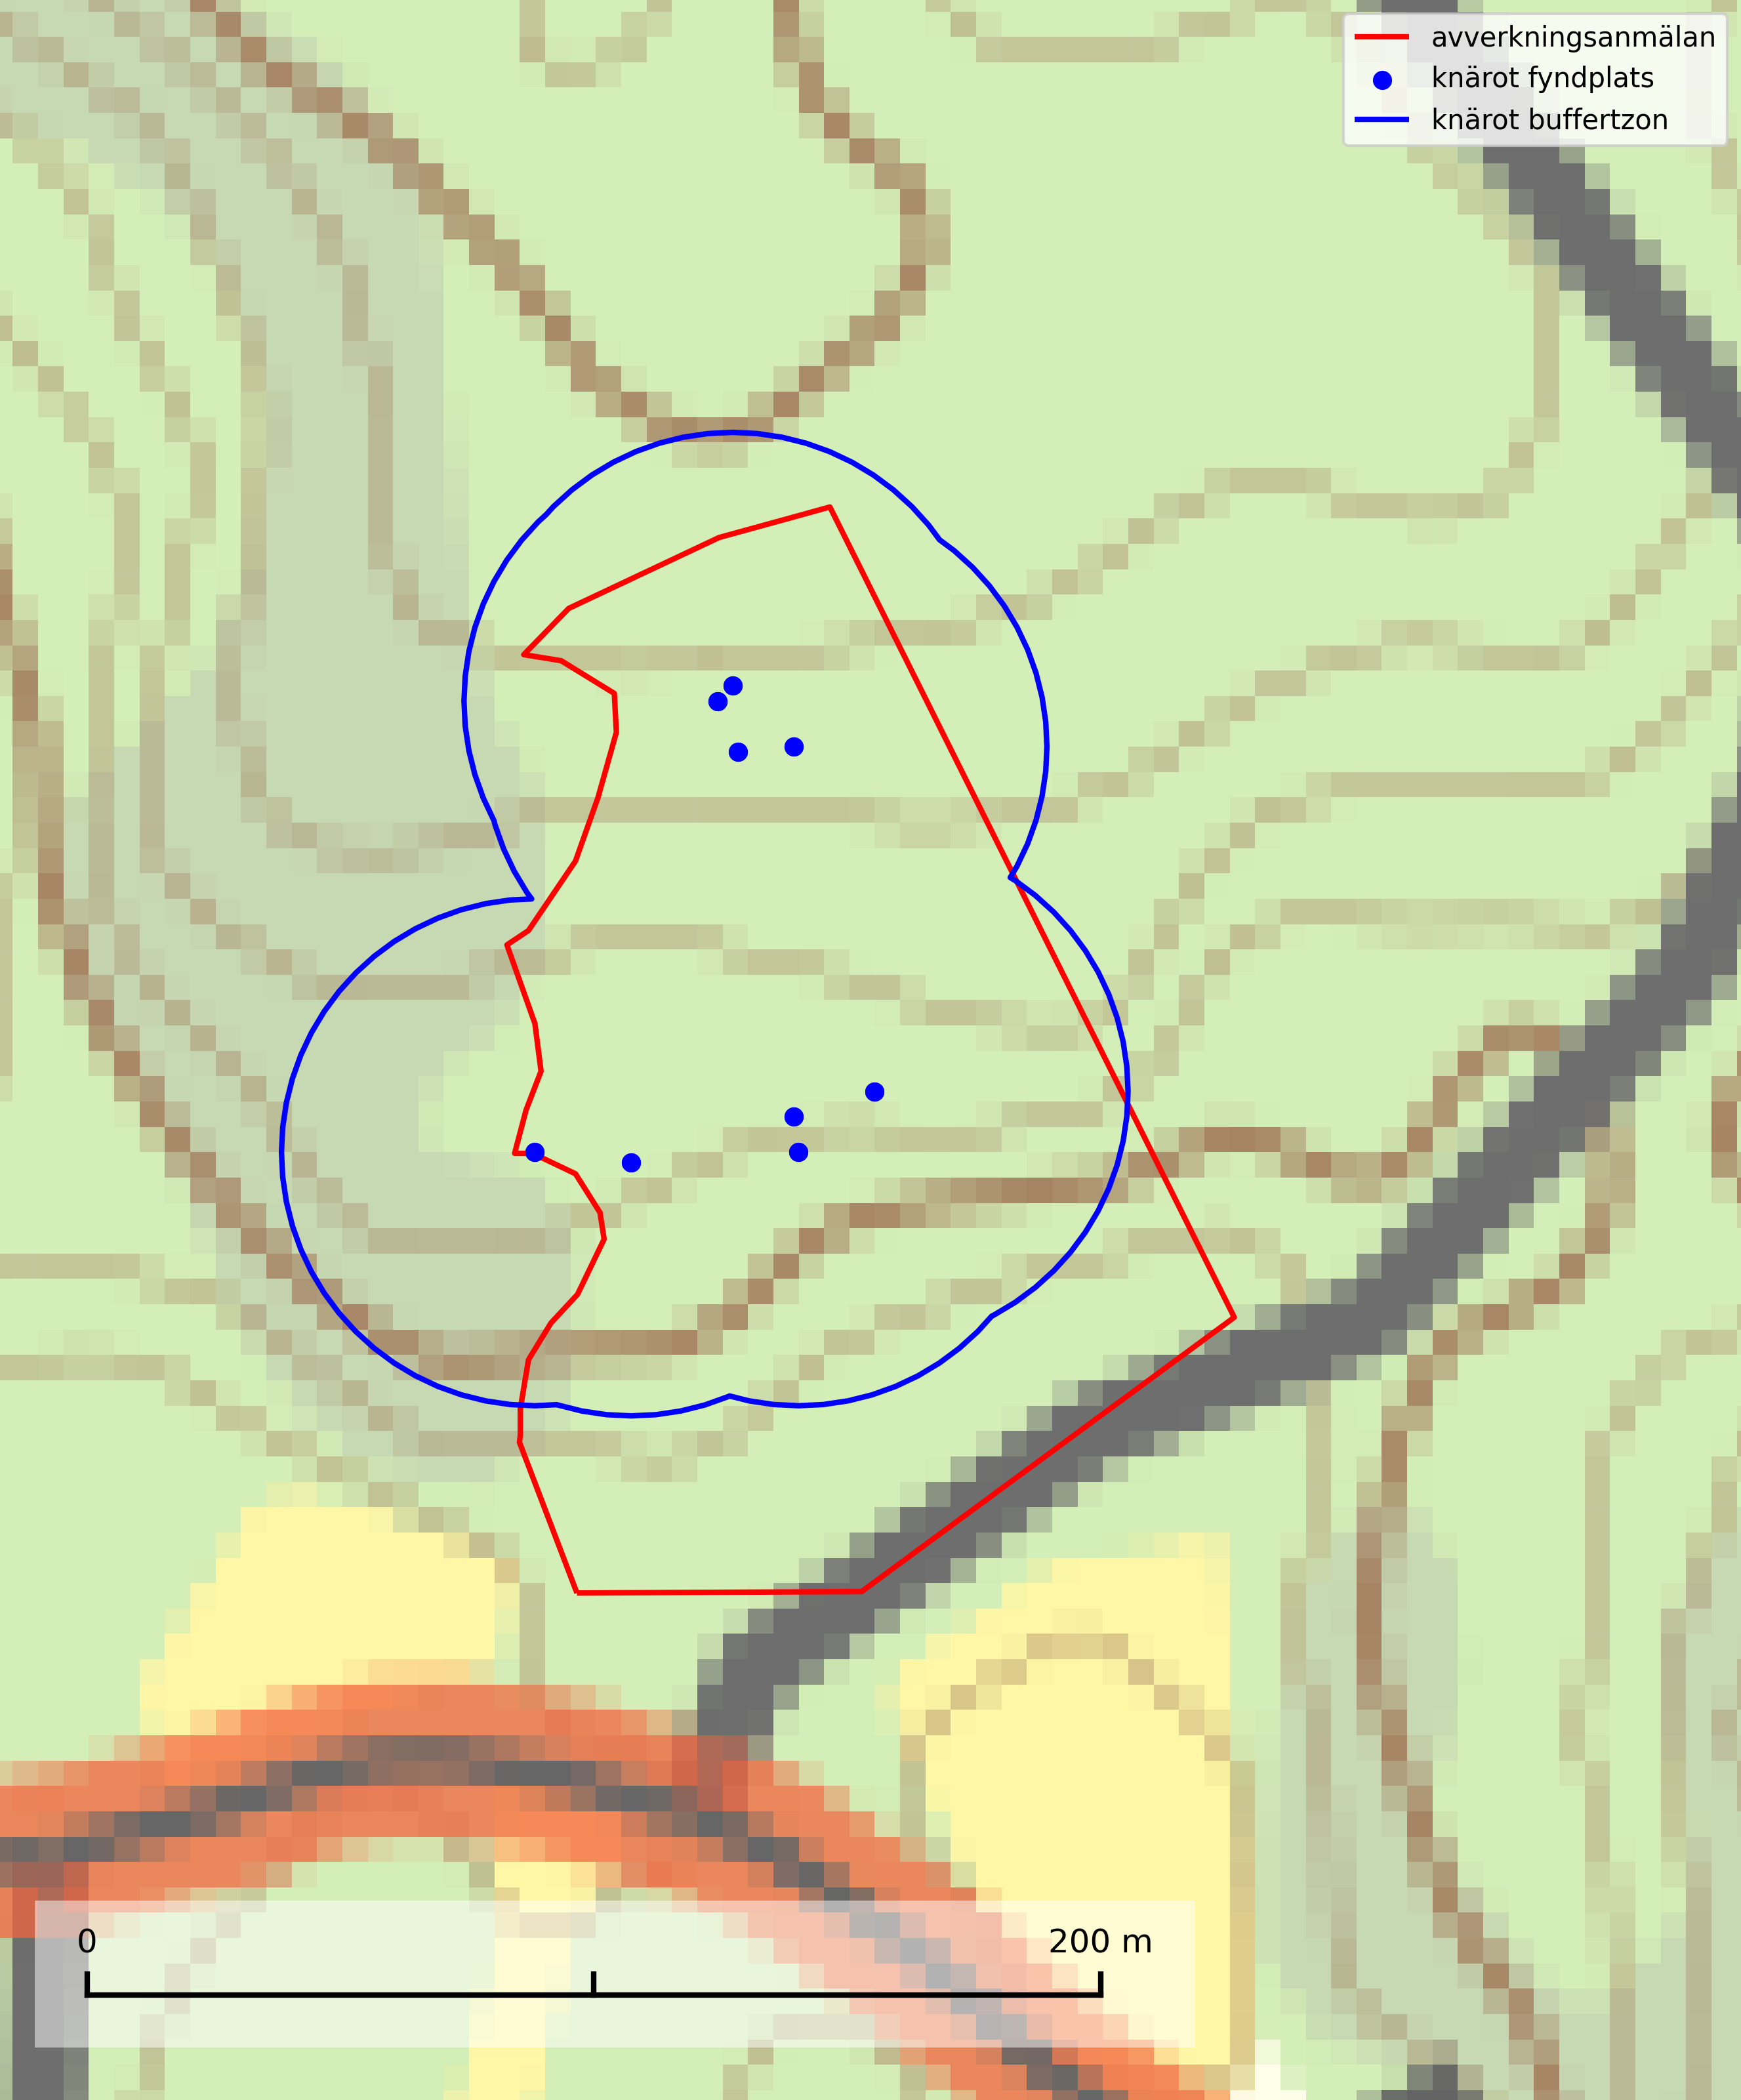 avverkningsanmälan
knärot fyndplats
knärot buffertzon
0 200 m